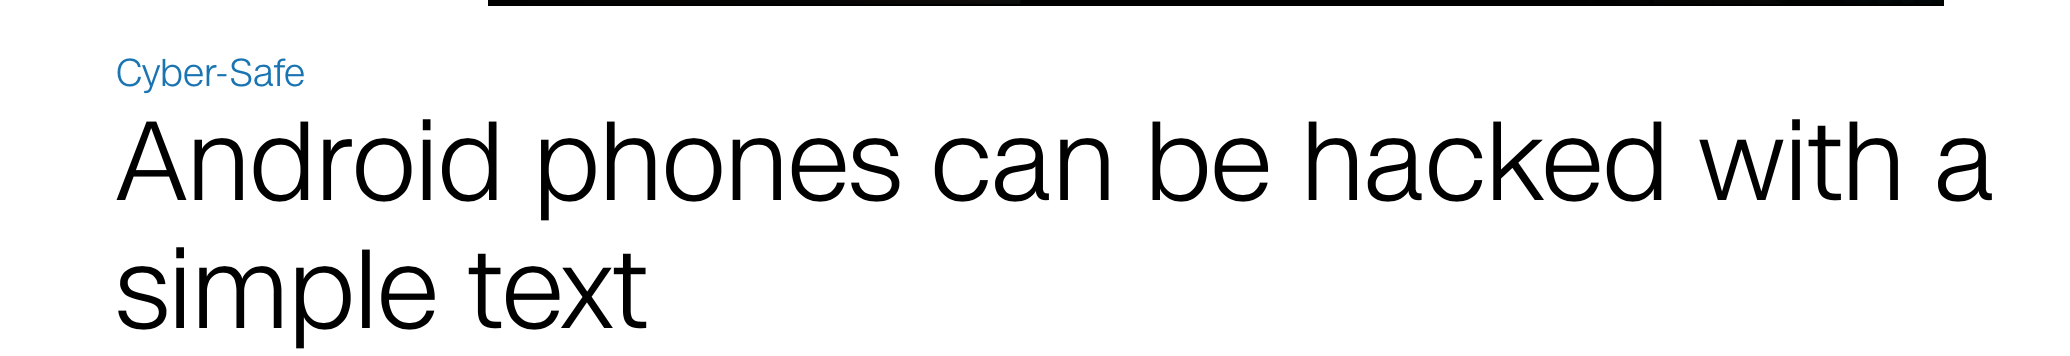 Cyber-Safe
Android phones can be hacked with a
simple text